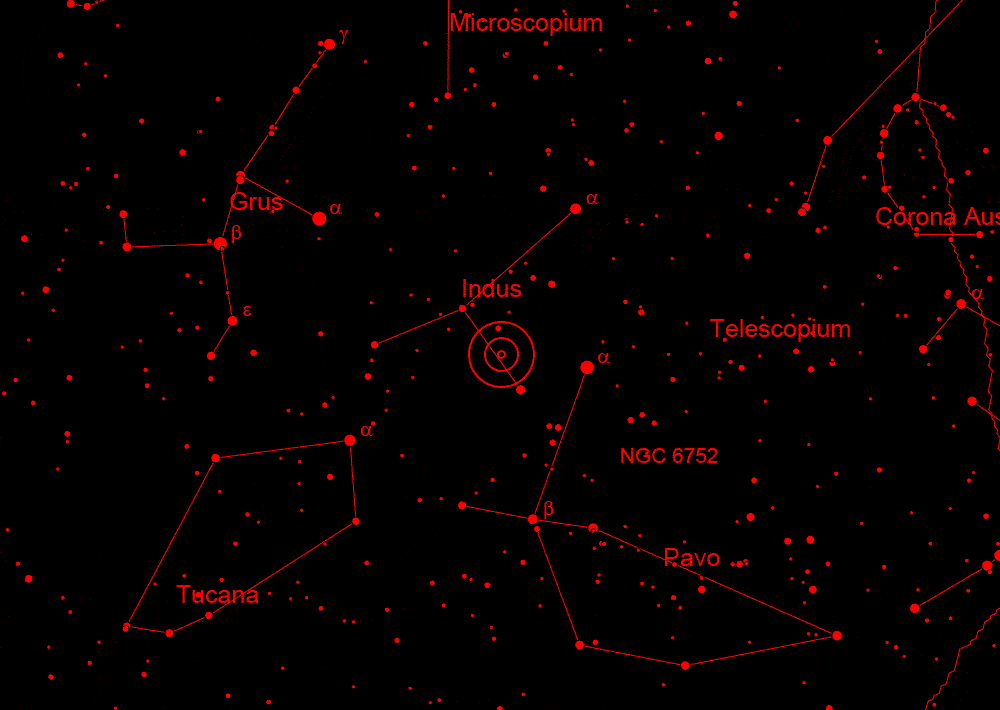 Microscopium
γ
α
Grus
α
Corona Aus
β
Indus
α
ε
Telescopium
α
α
NGC 6752
β
Pavo
Tucana